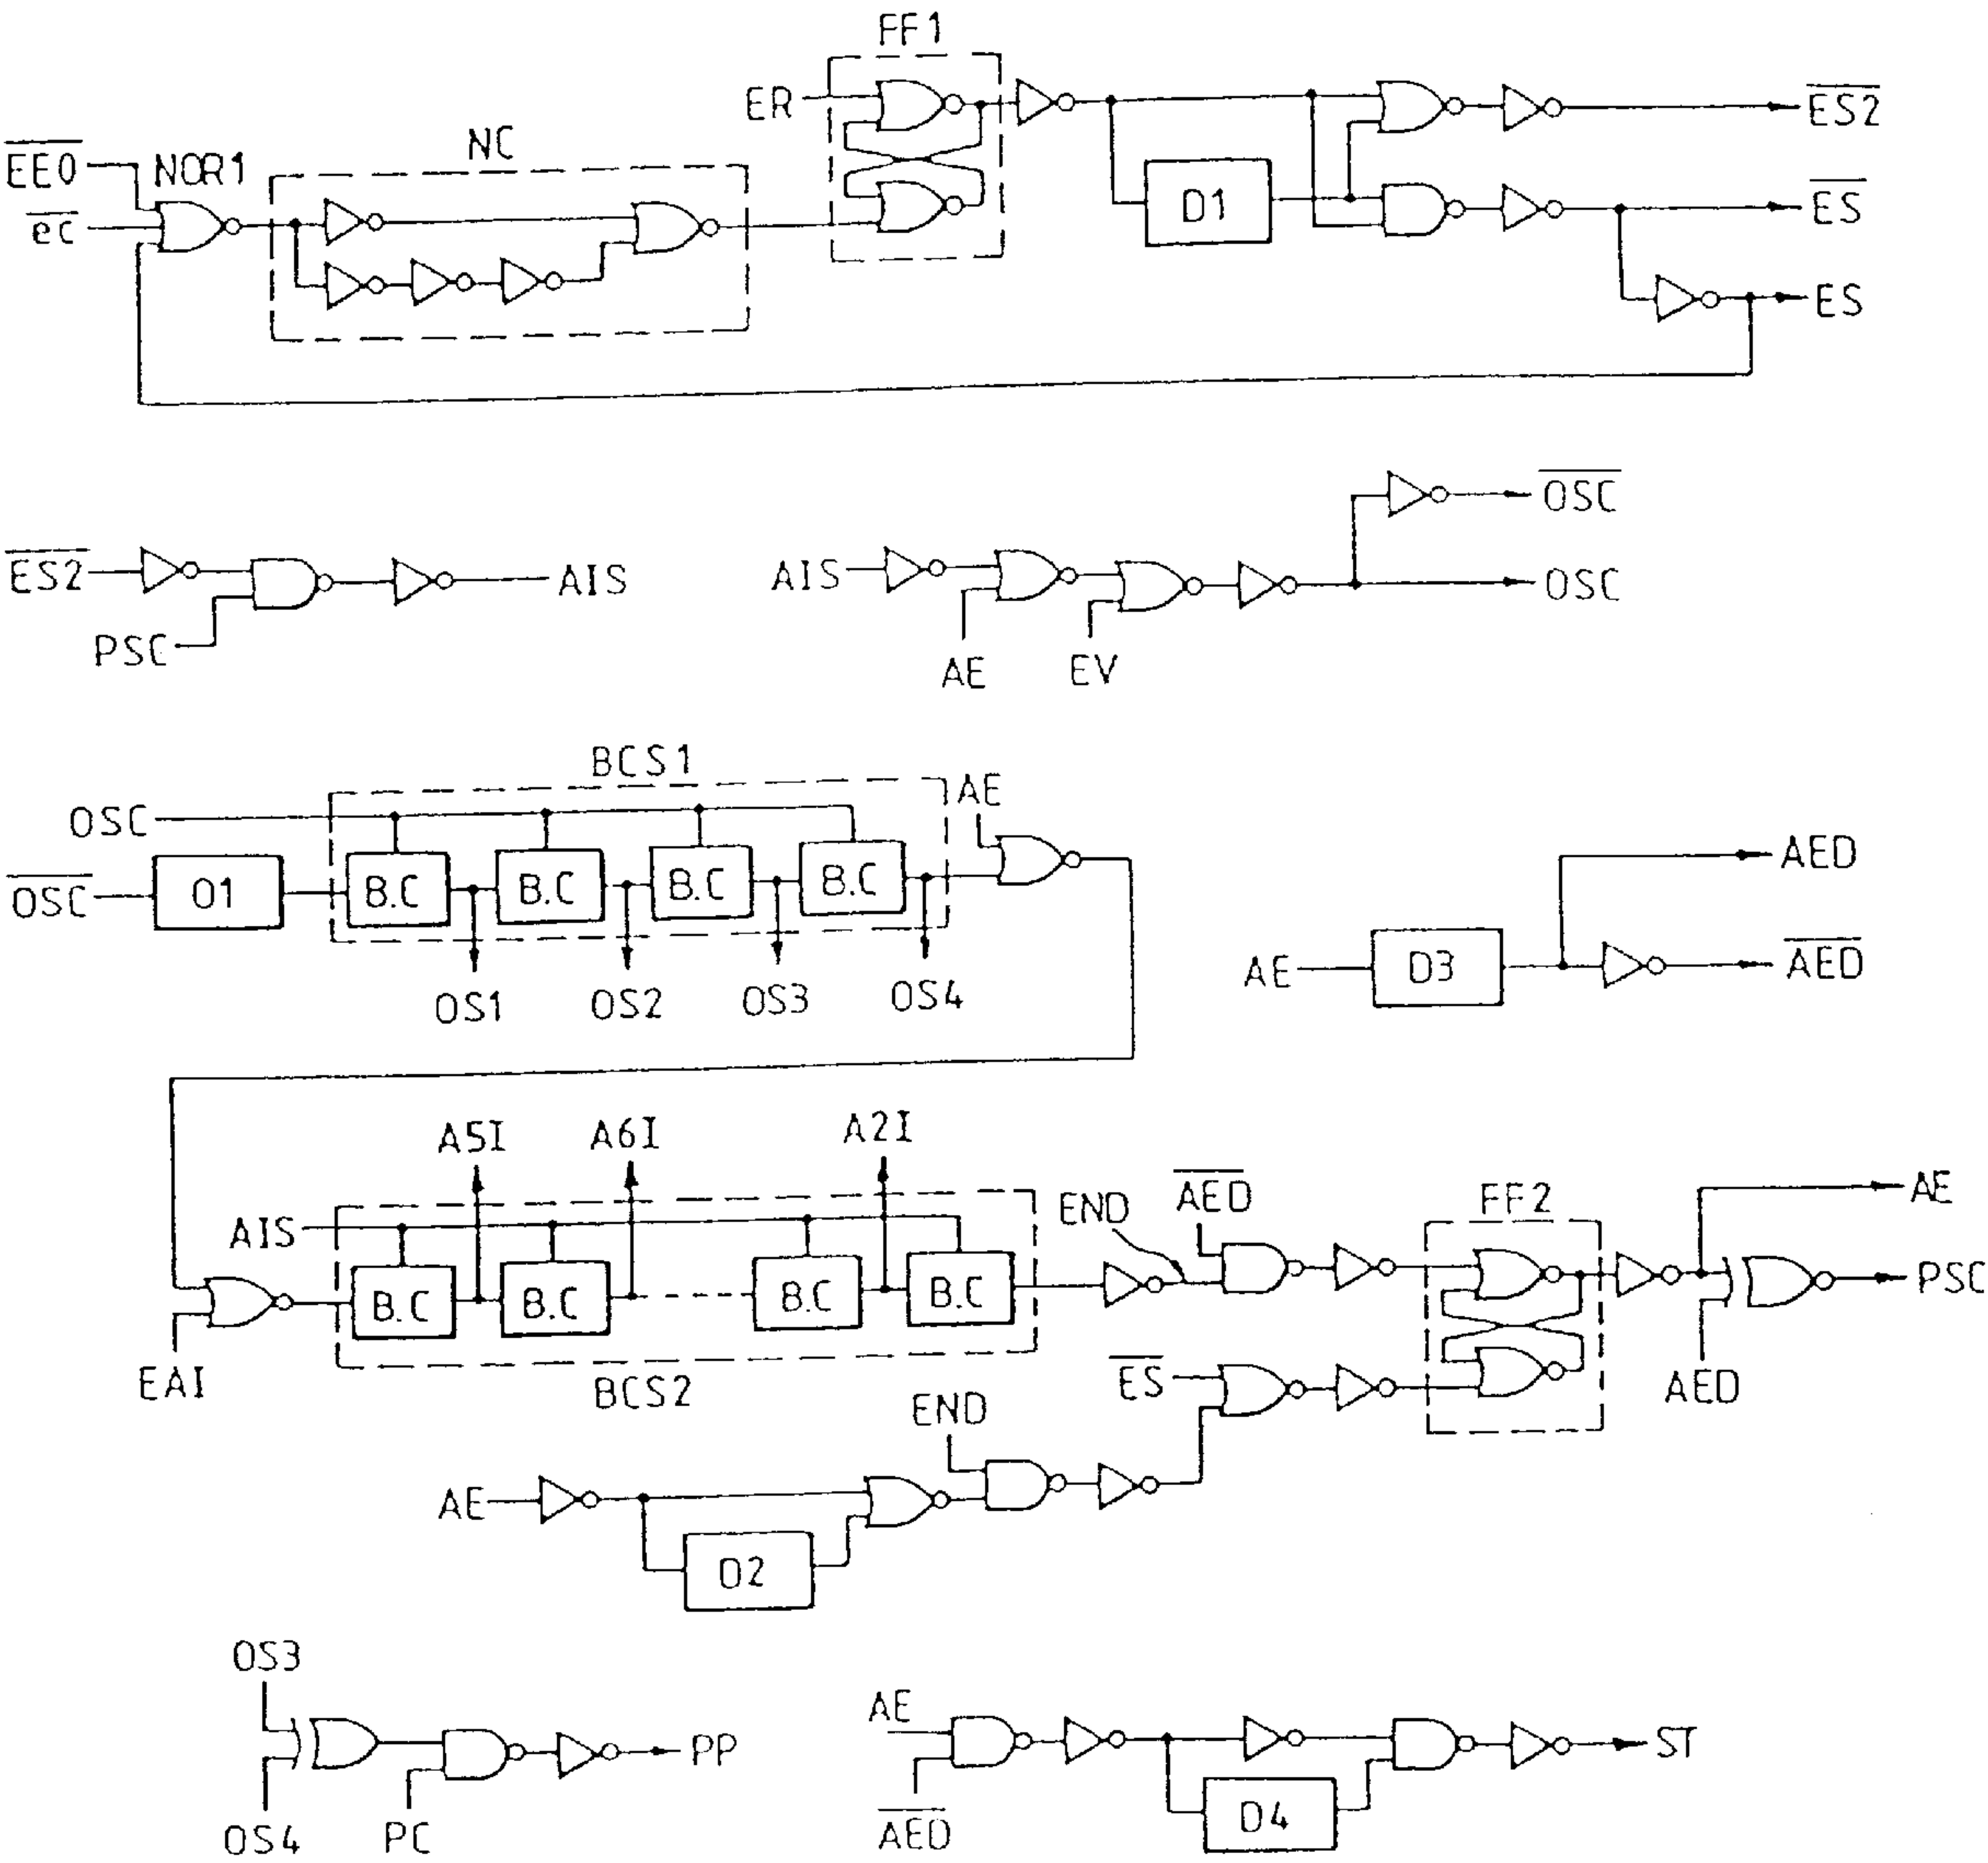 FF1
ER
ES2
EE0
NOR1
NC
ec
D1
ES
ES
OSC
ES2
AIS
AIS
OSC
PSC
AE
EV
BCS1
AE
OSC
B.C
B.C
B.C
B.C
AED
OSC
O1
AE
D3
AED
OS1
OS2
OS3
OS4
A5I
A6I
A2I
AED
END
FF2
AE
AIS
B.C
B.C
B.C
B.C
PSC
EAI
BCS2
ES
AED
END
AE
D2
OS3
AE
PP
ST
OS4
PC
AED
D4